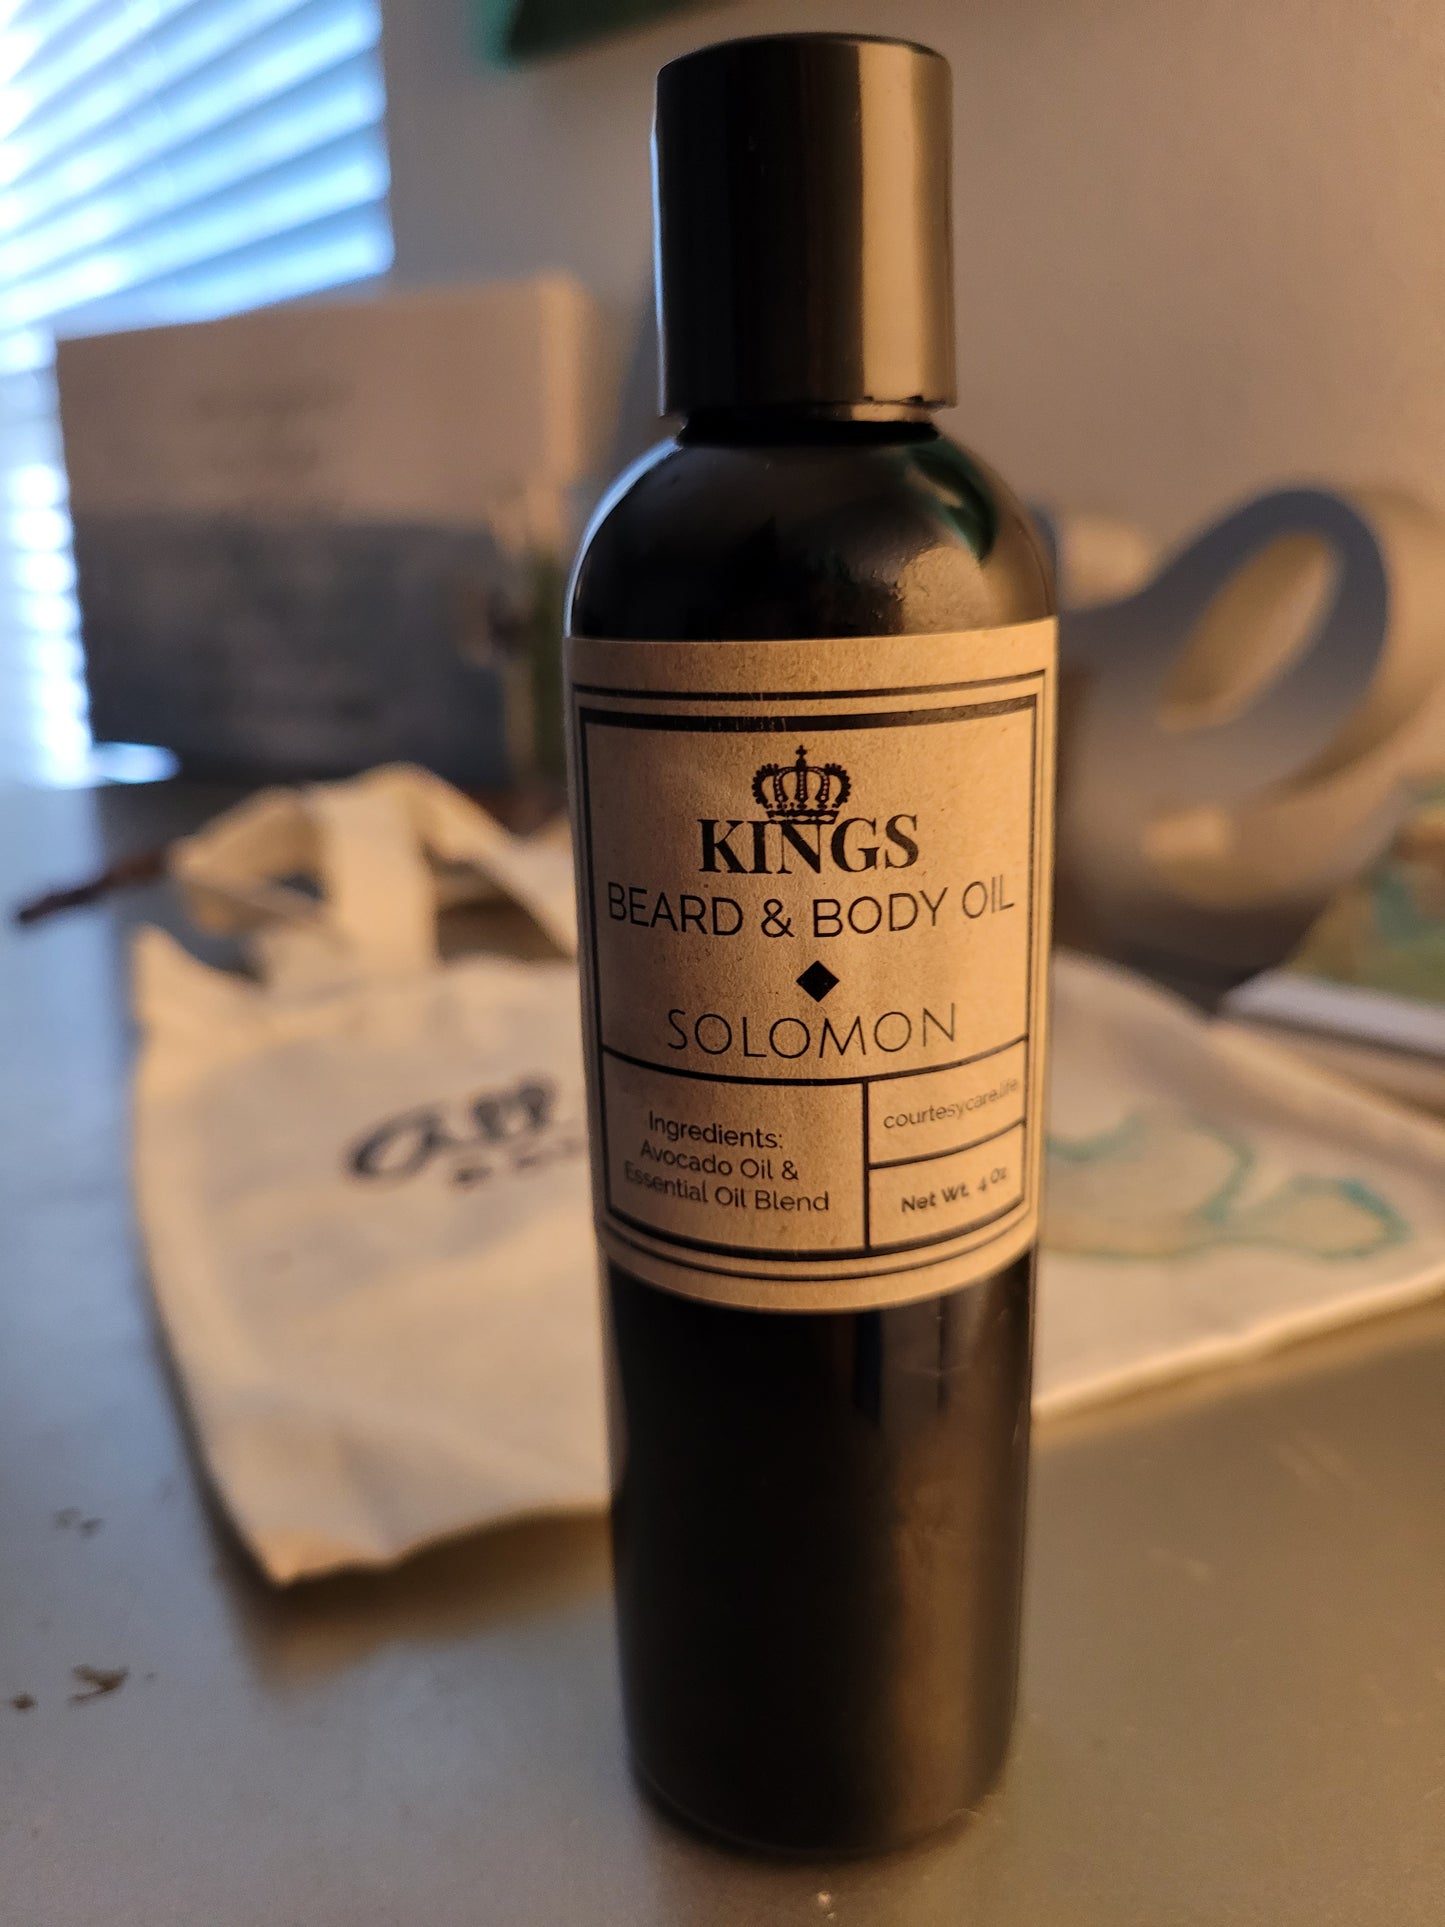 KINGS
BEARD & BODY OIL
SOLOMON
Ingredients:
Avocado Oil &
Essential Oil Blend
courtesycare.life
Net Wt. 4 Oz